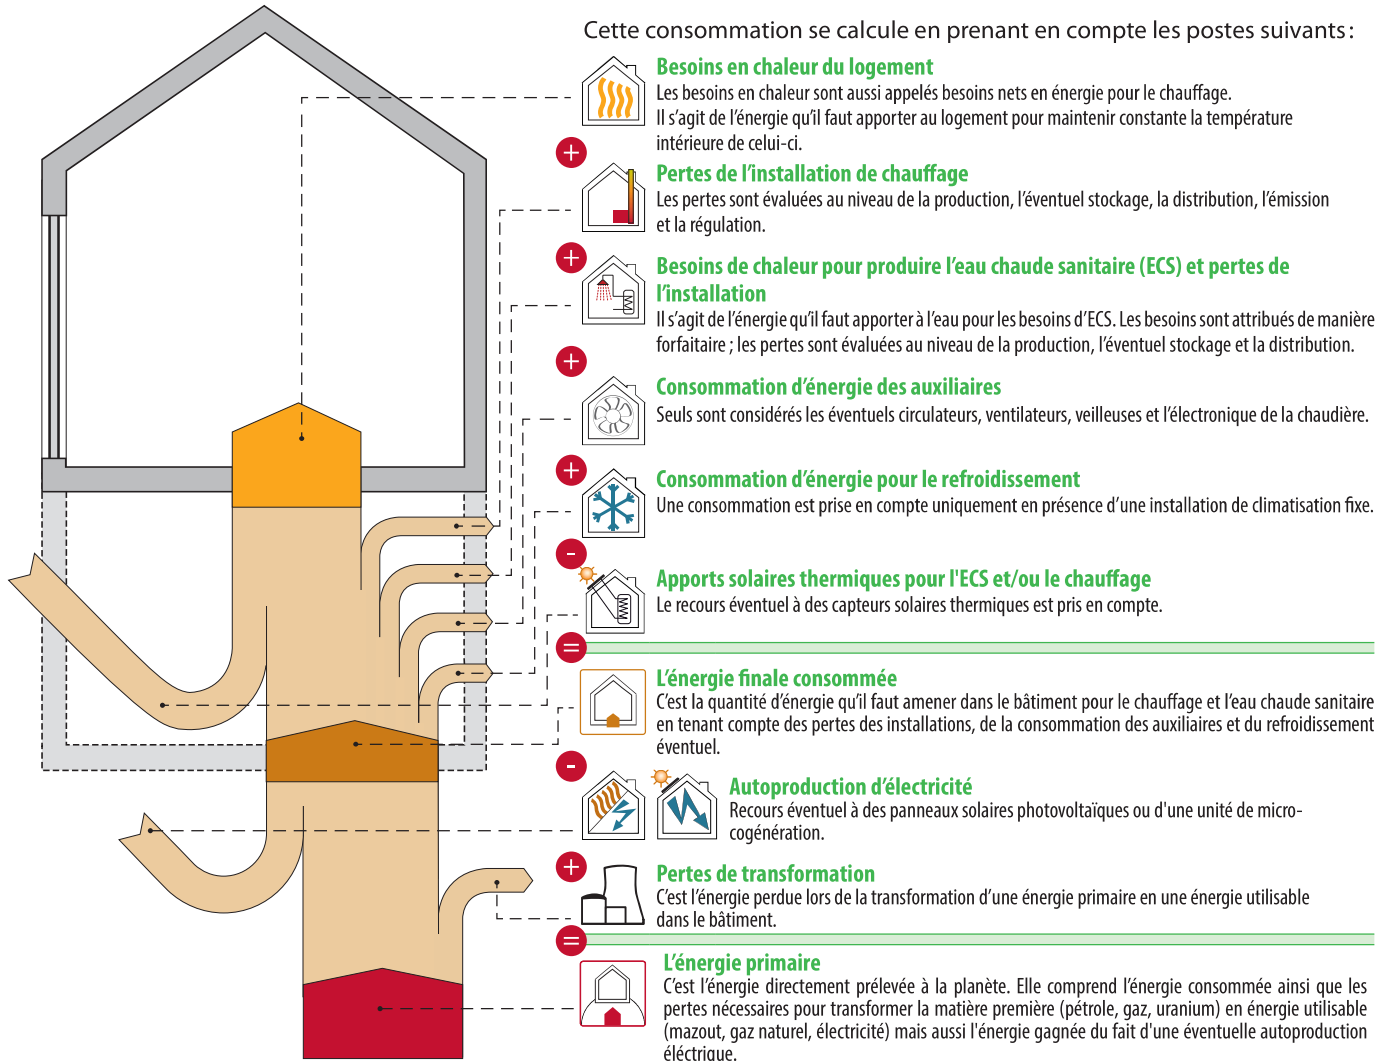 Cette consommation se calcule en prenant en compte les postes suivants :
Besoins en chaleur du logement
Les besoins en chaleur sont aussi appelés besoins nets en énergie pour le chauffage.
Il s'agit de l'énergie qu'il faut apporter au logement pour maintenir constante la température
intérieure de celui-ci.
+
Pertes de l'installation de chauffage
Les pertes sont évaluées au niveau de la production, l'éventuel stockage, la distribution, l'émission
et la régulation.
+
Besoins de chaleur pour produire l'eau chaude sanitaire (ECS) et pertes de
l'installation
Il s'agit de l'énergie qu'il faut apporter à l'eau pour les besoins d'ECS. Les besoins sont attribués de manière
forfaitaire ; les pertes sont évaluées au niveau de la production, l'éventuel stockage et la distribution.
+
Consommation d'énergie des auxiliaires
Seuls sont considérés les éventuels circulateurs, ventilateurs, veilleuses et l'électronique de la chaudière.
+
Consommation d'énergie pour le refroidissement
Une consommation est prise en compte uniquement en présence d'une installation de climatisation fixe.
-
Apports solaires thermiques pour l'ECS et/ou le chauffage
Le recours éventuel à des capteurs solaires thermiques est pris en compte.
=
L'énergie finale consommée
C'est la quantité d'énergie qu'il faut amener dans le bâtiment pour le chauffage et l'eau chaude sanitaire
en tenant compte des pertes des installations, de la consommation des auxiliaires et du refroidissement
éventuel.
-
Autoproduction d'électricité
Recours éventuel à des panneaux solaires photovoltaïques ou d'une unité de micro-
cogénération.
+
Pertes de transformation
C'est l'énergie perdue lors de la transformation d'une énergie primaire en une énergie utilisable
dans le bâtiment.
=
L'énergie primaire
C'est l'énergie directement prélevée à la planète. Elle comprend l'énergie consommée ainsi que les
pertes nécessaires pour transformer la matière première (pétrole, gaz, uranium) en énergie utilisable
(mazout, gaz naturel, électricité) mais aussi l'énergie gagnée du fait d'une éventuelle autoproduction
éléctrique.